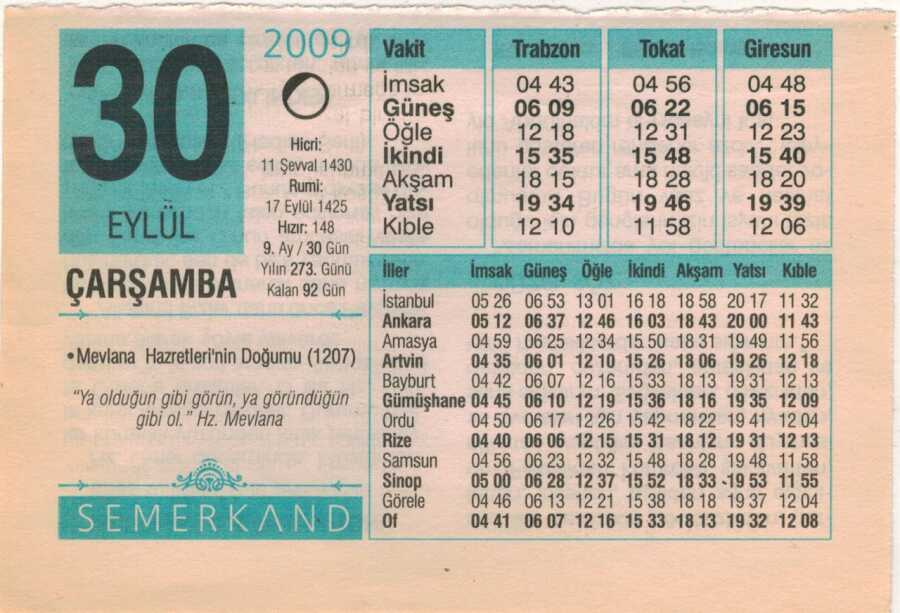 30
EYLÜL
2009
Hicri:
11 Şevval 1430
Rumi:
17 Eylül 1425
Hızır: 148
9. Ay / 30 Gün
Yılın 273. Günü
Kalan 92 Gün
ÇARŞAMBA
•Mevlana Hazretleri'nin Doğumu (1207)
"Ya olduğun gibi görün, ya göründüğün
gibi ol." Hz. Mevlana
SEMERKAND
Vakit Trabzon Tokat Giresun
İmsak 04 43 04 56 04 48
Güneş 06 09 06 22 06 15
Öğle 12 18 12 31 12 23
İkindi 15 35 15 48 15 40
Akşam 18 15 18 28 18 20
Yatsı 19 34 19 46 19 39
Kıble 12 10 11 58 12 06
İller İmsak Güneş Öğle İkindi Akşam Yatsı Kıble
İstanbul 05 26 06 53 13 01 16 18 18 58 20 17 11 32
Ankara 05 12 06 37 12 46 16 03 18 43 20 00 11 43
Amasya 04 59 06 25 12 34 15 50 18 31 19 49 11 56
Artvin 04 35 06 01 12 10 15 26 18 06 19 26 12 18
Bayburt 04 42 06 07 12 16 15 33 18 13 19 31 12 13
Gümüşhane 04 45 06 10 12 19 15 36 18 16 19 35 12 09
Ordu 04 50 06 17 12 26 15 42 18 22 19 41 12 04
Rize 04 40 06 06 12 15 15 31 18 12 19 31 12 13
Samsun 04 56 06 23 12 32 15 48 18 28 19 48 11 58
Sinop 05 00 06 28 12 37 15 52 18 33 19 53 11 55
Görele 04 46 06 13 12 21 15 38 18 18 19 37 12 04
Of 04 41 06 07 12 16 15 33 18 13 19 32 12 08